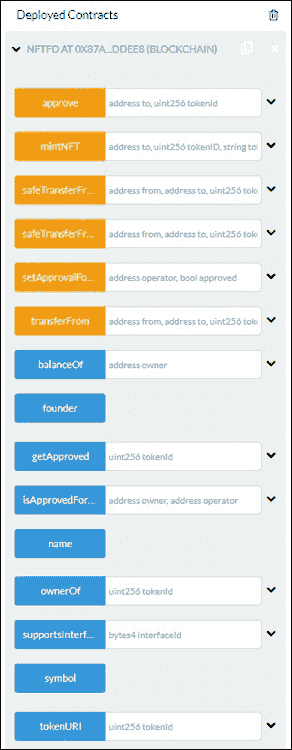 Deployed Contracts
NFTFD AT 0X87A...DDEE8 (BLOCKCHAIN)
approve address to, uint256 tokenId
mintNFT address to, uint256 tokenID, string to
safeTransferFr... address from, address to, uint256 toke
safeTransferFr... address from, address to, uint256 toke
setApprovalFo... address operator, bool approved
transferFrom address from, address to, uint256 toke
balanceOf address owner
founder
getApproved uint256 tokenId
isApprovedFor... address owner, address operator
name
ownerOf uint256 tokenId
supportsInterf... bytes4 interfaceId
symbol
tokenURI uint256 tokenId